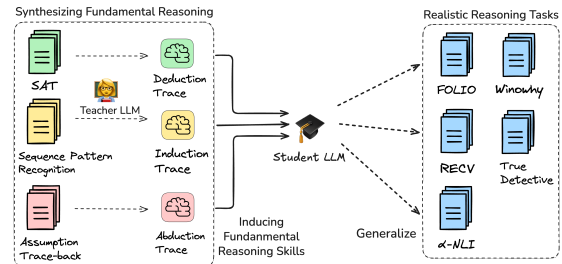 Synthesizing Fundamental Reasoning
SAT
Teacher LLM
Deduction
Trace
Sequence Pattern
Recognition
Induction
Trace
Assumption
Trace-back
Abduction
Trace
Inducing
Fundanmental
Reasoning Skills
Student LLM
Generalize
Realistic Reasoning Tasks
FOLIO
Winowhy
RECV
True
Detective
α-NLI